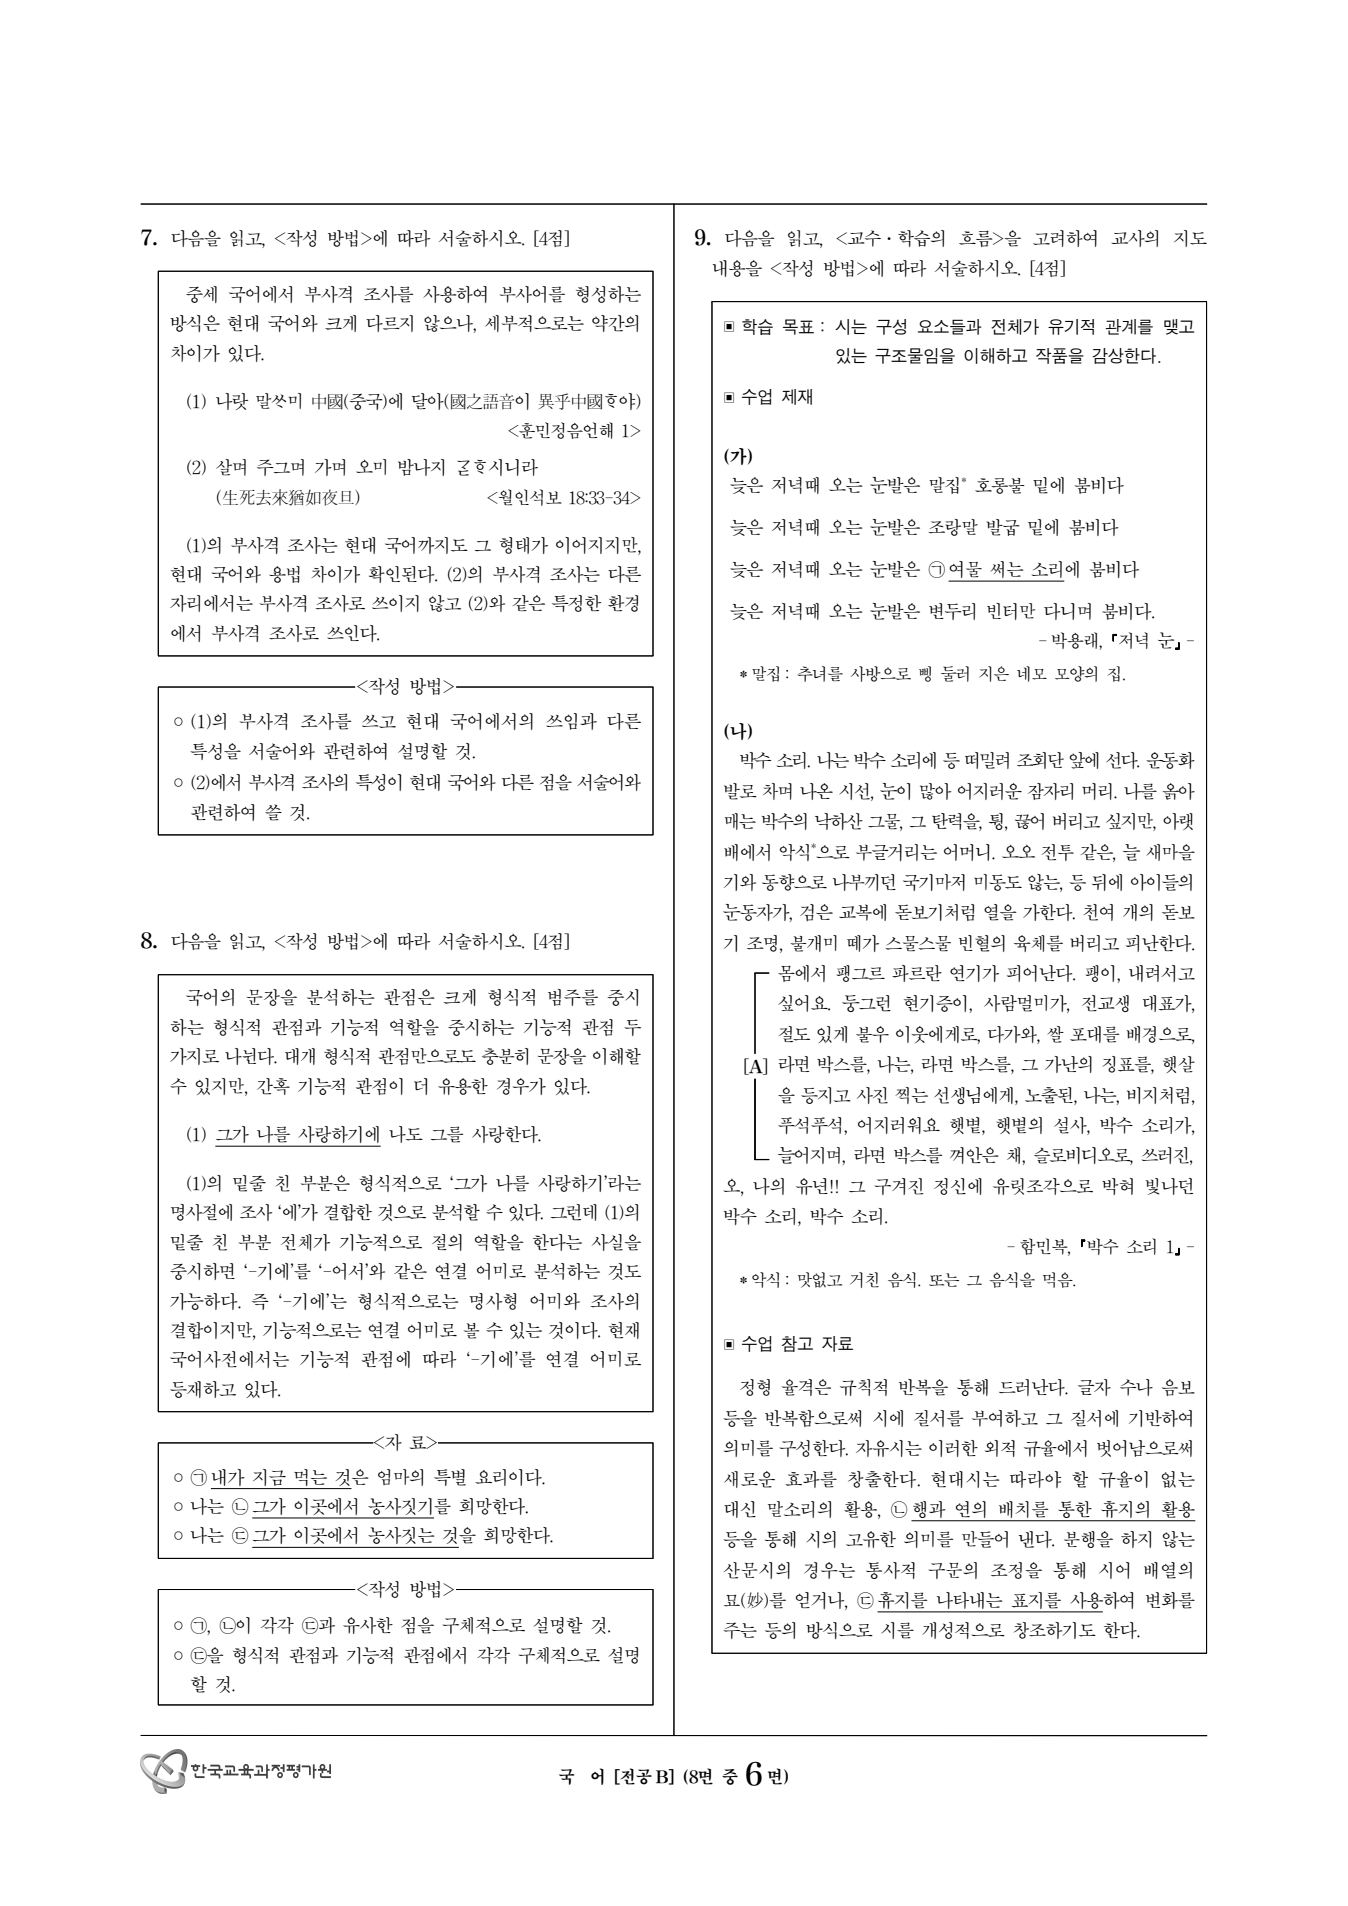 7. 다음을 읽고, <작성 방법>에 따라 서술하시오. [4점]
중세 국어에서 부사격 조사를 사용하여 부사어를 형성하는
방식은 현대 국어와 크게 다르지 않으나, 세부적으로는 약간의
차이가 있다.
(1) 나랏 말ᄊᆞ미 中國(중국)에 달아(國之語音이 異乎中國ᄒᆞ야)
<훈민정음언해 1>
(2) 살며 주그며 가며 오미 밤나지 ᄀᆞᆮᄒᆞ시니라
(生死去來猶如夜旦) <월인석보 18:33-34>
(1)의 부사격 조사는 현대 국어까지도 그 형태가 이어지지만,
현대 국어와 용법 차이가 확인된다. (2)의 부사격 조사는 다른
자리에서는 부사격 조사로 쓰이지 않고 (2)와 같은 특정한 환경
에서 부사격 조사로 쓰인다.
<작성 방법>
○ (1)의 부사격 조사를 쓰고 현대 국어에서의 쓰임과 다른
특성을 서술어와 관련하여 설명할 것.
○ (2)에서 부사격 조사의 특성이 현대 국어와 다른 점을 서술어와
관련하여 쓸 것.
8. 다음을 읽고, <작성 방법>에 따라 서술하시오. [4점]
국어의 문장을 분석하는 관점은 크게 형식적 범주를 중시
하는 형식적 관점과 기능적 역할을 중시하는 기능적 관점 두
가지로 나뉜다. 대개 형식적 관점만으로도 충분히 문장을 이해할
수 있지만, 간혹 기능적 관점이 더 유용한 경우가 있다.
(1) 그가 나를 사랑하기에 나도 그를 사랑한다.
(1)의 밑줄 친 부분은 형식적으로 ‘그가 나를 사랑하기’라는
명사절에 조사 ‘에’가 결합한 것으로 분석할 수 있다. 그런데 (1)의
밑줄 친 부분 전체가 기능적으로 절의 역할을 한다는 사실을
중시하면 ‘-기에’를 ‘-어서’와 같은 연결 어미로 분석하는 것도
가능하다. 즉 ‘-기에’는 형식적으로는 명사형 어미와 조사의
결합이지만, 기능적으로는 연결 어미로 볼 수 있는 것이다. 현재
국어사전에서는 기능적 관점에 따라 ‘-기에’를 연결 어미로
등재하고 있다.
<자 료>
○ ㉠내가 지금 먹는 것은 엄마의 특별 요리이다.
○ 나는 ㉡그가 이곳에서 농사짓기를 희망한다.
○ 나는 ㉢그가 이곳에서 농사짓는 것을 희망한다.
<작성 방법>
○ ㉠, ㉡이 각각 ㉢과 유사한 점을 구체적으로 설명할 것.
○ ㉢을 형식적 관점과 기능적 관점에서 각각 구체적으로 설명
할 것.
9. 다음을 읽고, <교수·학습의 흐름>을 고려하여 교사의 지도
내용을 <작성 방법>에 따라 서술하시오. [4점]
▣ 학습 목표 : 시는 구성 요소들과 전체가 유기적 관계를 맺고
있는 구조물임을 이해하고 작품을 감상한다.
▣ 수업 제재
(가)
늦은 저녁때 오는 눈발은 말집* 호롱불 밑에 붐비다
늦은 저녁때 오는 눈발은 조랑말 발굽 밑에 붐비다
늦은 저녁때 오는 눈발은 ㉠여물 써는 소리에 붐비다
늦은 저녁때 오는 눈발은 변두리 빈터만 다니며 붐비다.
- 박용래, 『저녁 눈』 -
* 말집 : 추녀를 사방으로 삥 둘러 지은 네모 모양의 집.
(나)
박수 소리. 나는 박수 소리에 등 떠밀려 조회단 앞에 선다. 운동화
발로 차며 나온 시선, 눈이 많아 어지러운 잠자리 머리. 나를 옭아
매는 박수의 낙하산 그물, 그 탄력을, 튕, 끊어 버리고 싶지만, 아랫
배에서 악식*으로 부글거리는 어머니. 오오 전투 같은, 늘 새마을
기와 동향으로 나부끼던 국기마저 미동도 않는, 등 뒤에 아이들의
눈동자가, 검은 교복에 돋보기처럼 열을 가한다. 천여 개의 돋보
기 조명, 불개미 떼가 스물스물 빈혈의 육체를 버리고 피난한다.
몸에서 팽그르 파르란 연기가 피어난다. 팽이, 내려서고
싶어요. 둥그런 현기증이, 사람멀미가, 전교생 대표가,
절도 있게 불우 이웃에게로, 다가와, 쌀 포대를 배경으로,
[A] 라면 박스를, 나는, 라면 박스를, 그 가난의 징표를, 햇살
을 등지고 사진 찍는 선생님에게, 노출된, 나는, 비지처럼,
푸석푸석, 어지러워요 햇볕, 햇볕의 설사, 박수 소리가,
늘어지며, 라면 박스를 껴안은 채, 슬로비디오로, 쓰러진,
오, 나의 유년!! 그 구겨진 정신에 유릿조각으로 박혀 빛나던
박수 소리, 박수 소리.
- 함민복, 『박수 소리 1』 -
* 악식 : 맛없고 거친 음식. 또는 그 음식을 먹음.
▣ 수업 참고 자료
정형 율격은 규칙적 반복을 통해 드러난다. 글자 수나 음보
등을 반복함으로써 시에 질서를 부여하고 그 질서에 기반하여
의미를 구성한다. 자유시는 이러한 외적 규율에서 벗어남으로써
새로운 효과를 창출한다. 현대시는 따라야 할 규율이 없는
대신 말소리의 활용, ㉡행과 연의 배치를 통한 휴지의 활용
등을 통해 시의 고유한 의미를 만들어 낸다. 분행을 하지 않는
산문시의 경우는 통사적 구문의 조정을 통해 시어 배열의
묘(妙)를 얻거나, ㉢휴지를 나타내는 표지를 사용하여 변화를
주는 등의 방식으로 시를 개성적으로 창조하기도 한다.
한국교육과정평가원
국 어 [전공 B] (8면 중 6 면)